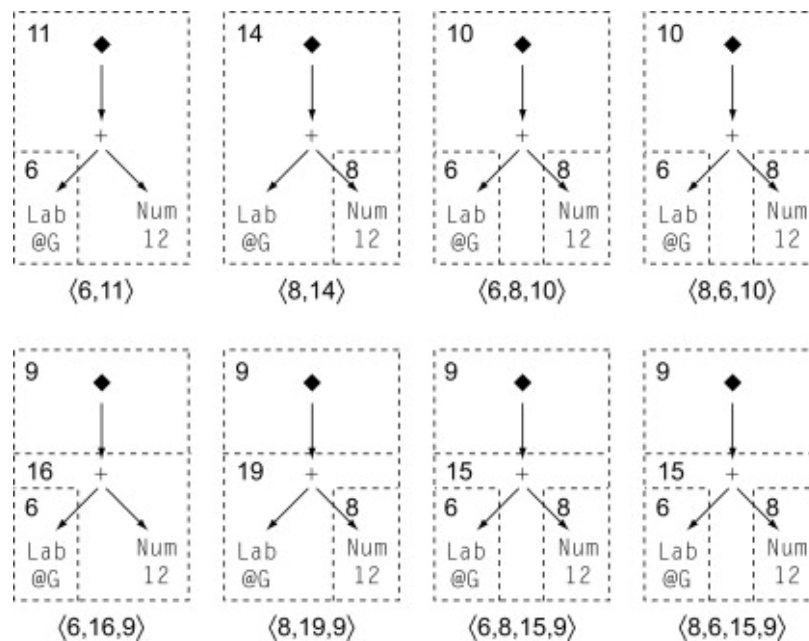 11 14 10 10
◆ ◆ ◆ ◆
+ + + +
6 8 6 8 6 8
Lab Num Lab Num Lab Num Lab Num
@G 12 @G 12 @G 12 @G 12
⟨6,11⟩ ⟨8,14⟩ ⟨6,8,10⟩ ⟨8,6,10⟩
9 9 9 9
◆ ◆ ◆ ◆
16 + 19 + 15 + 15 +
6 8 6 8 6 8
Lab Num Lab Num Lab Num Lab Num
@G 12 @G 12 @G 12 @G 12
⟨6,16,9⟩ ⟨8,19,9⟩ ⟨6,8,15,9⟩ ⟨8,6,15,9⟩